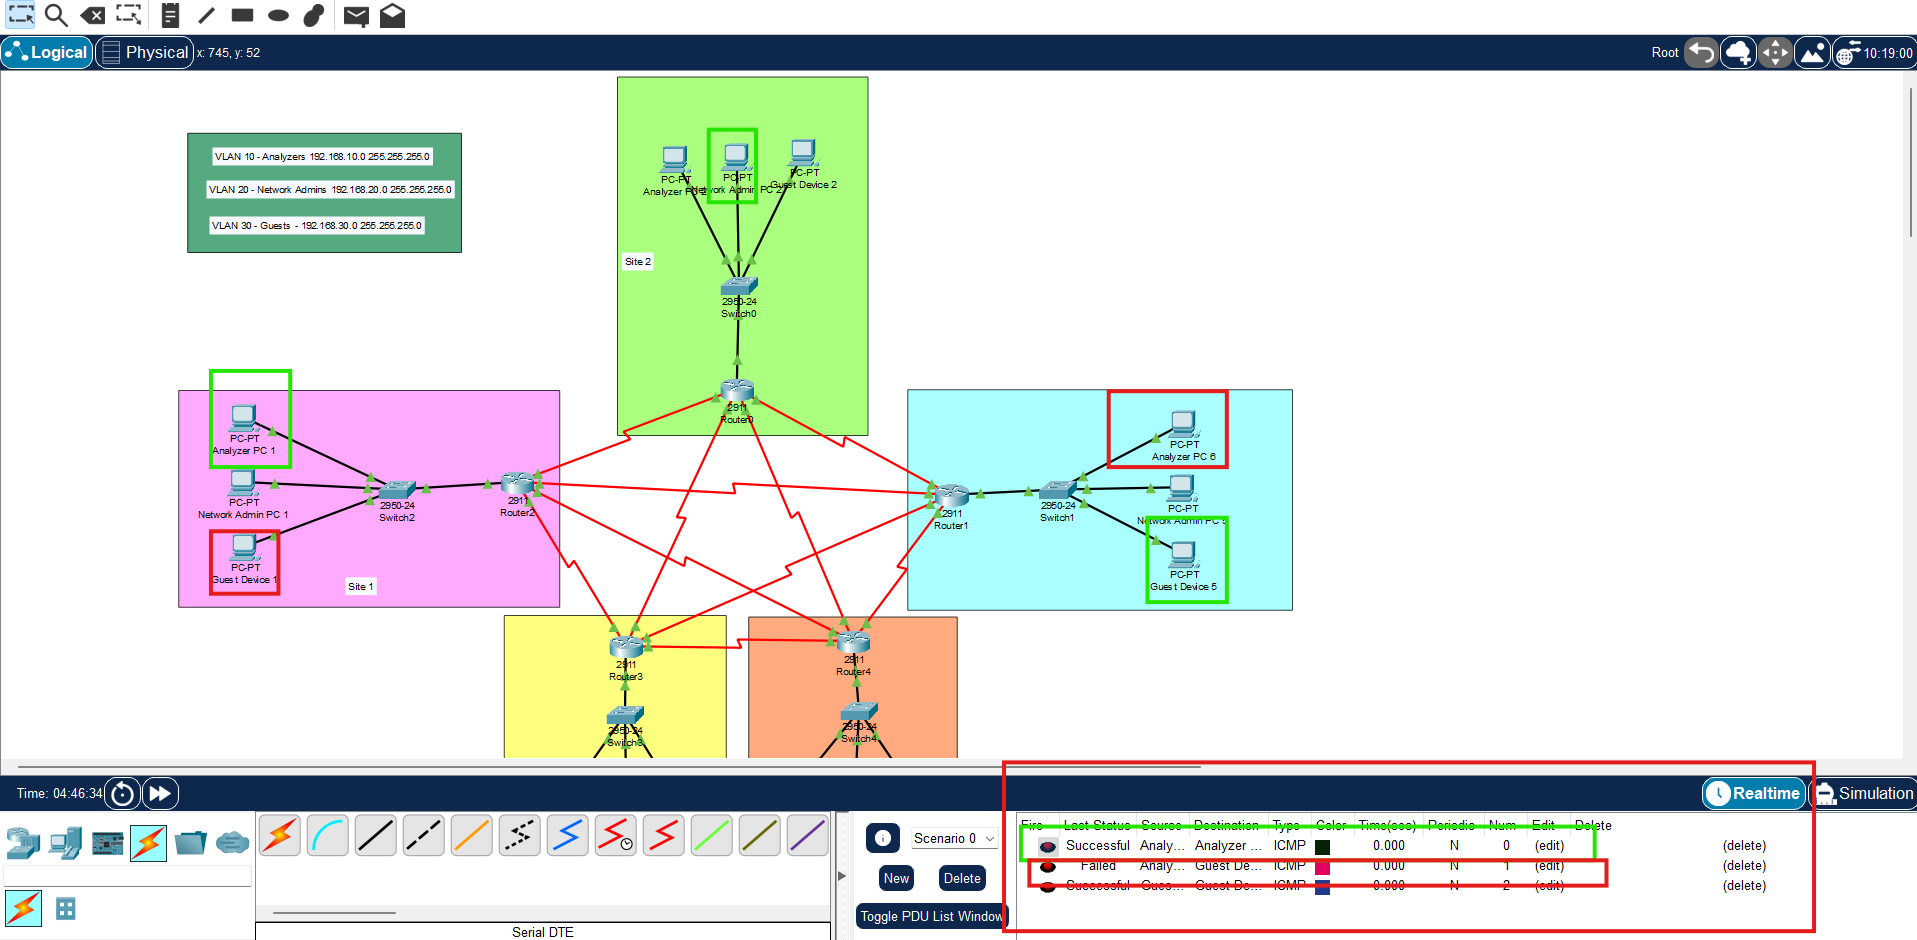 Logical
Physical
x: 745, y: 52
Root
10:19:00
VLAN 10 - Analyzers 192.168.10.0 255.255.255.0
VLAN 20 - Network Admins 192.168.20.0 255.255.255.0
VLAN 30 - Guests - 192.168.30.0 255.255.255.0
PC-PT
Analyzer PC 2
PC-PT
Network Admin PC 2
PC-PT
Guest Device 2
Site 2
2950-24
Switch0
2911
Router0
PC-PT
Analyzer PC 1
PC-PT
Network Admin PC 1
PC-PT
Guest Device 1
2950-24
Switch2
2911
Router2
Site 1
PC-PT
Analyzer PC 6
PC-PT
Network Admin PC 5
PC-PT
Guest Device 5
2950-24
Switch1
2911
Router1
2911
Router3
2950-24
Switch3
2911
Router4
2950-24
Switch4
Time: 04:46:34
Realtime
Simulation
Scenario 0
New
Delete
Toggle PDU List Window
Serial DTE
Fire Last Status Source Destination Type Color Time(sec) Periodic Num Edit Delete
Successful Analy... Analyzer ... ICMP 0.000 N 0 (edit) (delete)
Failed Analy... Guest De... ICMP 0.000 N 1 (edit) (delete)
Successful Gues... Guest De... ICMP 0.000 N 2 (edit) (delete)